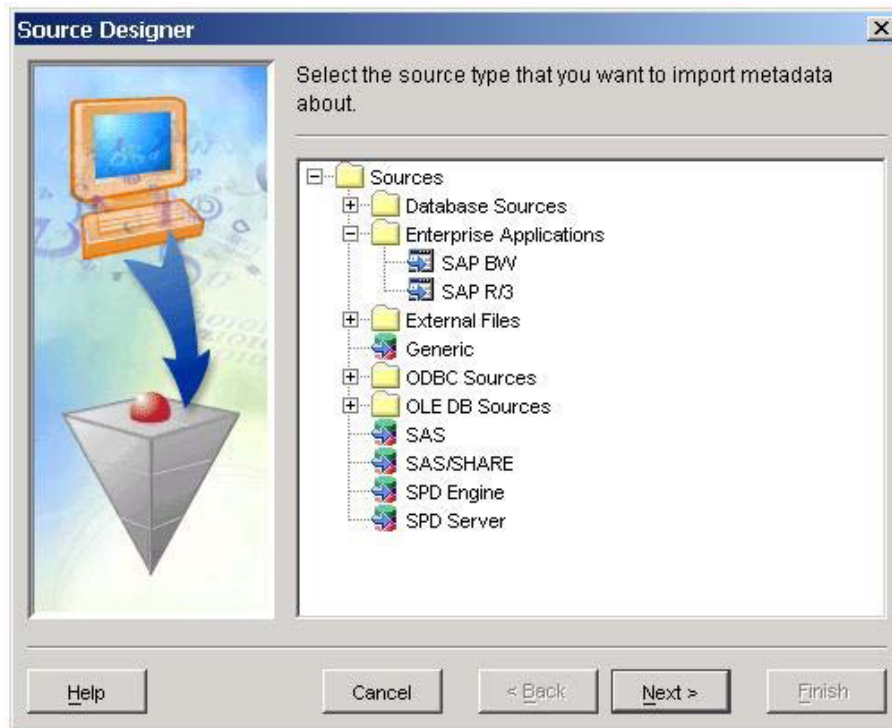 Source Designer
Select the source type that you want to import metadata
about.
Sources
Database Sources
Enterprise Applications
SAP BW
SAP R/3
External Files
Generic
ODBC Sources
OLE DB Sources
SAS
SAS/SHARE
SPD Engine
SPD Server
Help Cancel < Back Next > Finish